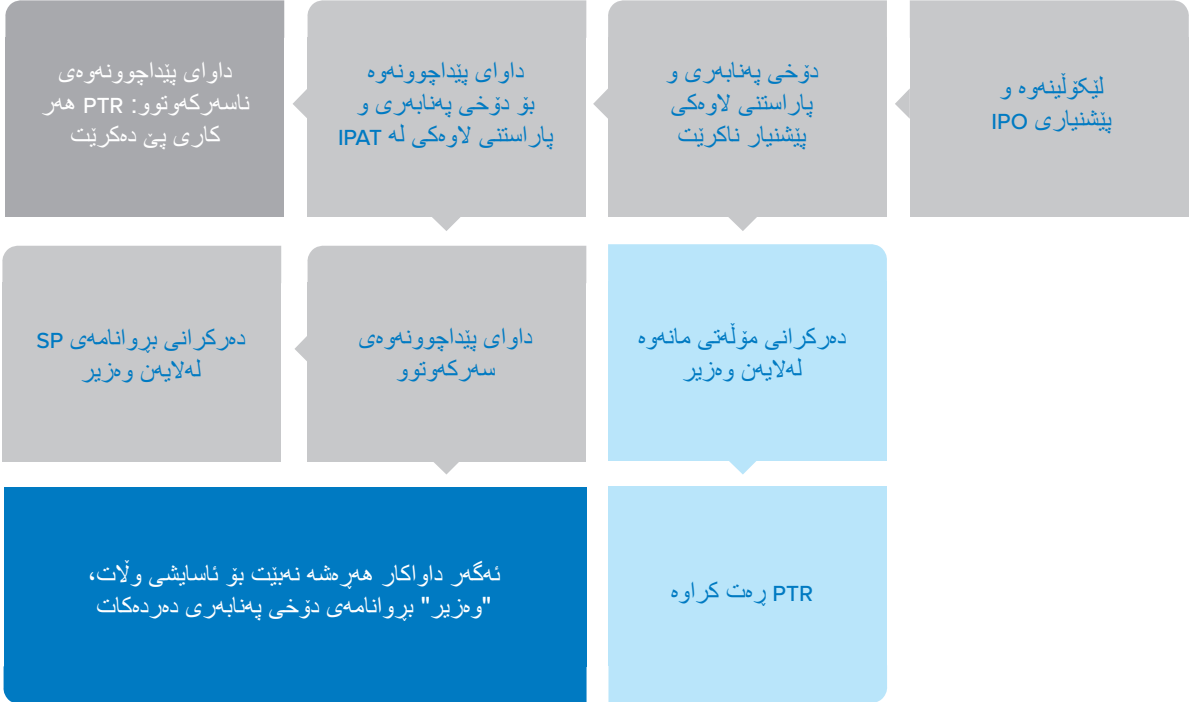 لێکۆڵینەوە و
پێشنیاری IPO
دۆخی پەنابەری و
پاراستنی لاوەکی
پێشنیار ناکرێت
داوای پێداچوونەوە
بۆ دۆخی پەنابەری و
پاراستنی لاوەکی لە IPAT
داوای پێداچوونەوەی
ناسەرکەوتوو: PTR هەر
کاری پێ دەکرێت
دەرکرانی مۆڵەتی مانەوە
لەلایەن وەزیر
داوای پێداچوونەوەی
سەرکەوتوو
دەرکرانی بڕوانامەی SP
لەلایەن وەزیر
PTR ڕەت کراوە
ئەگەر داواکار هەڕەشە نەبێت بۆ ئاسایشی وڵات،
"وەزیر" بڕوانامەی دۆخی پەنابەری دەردەکات